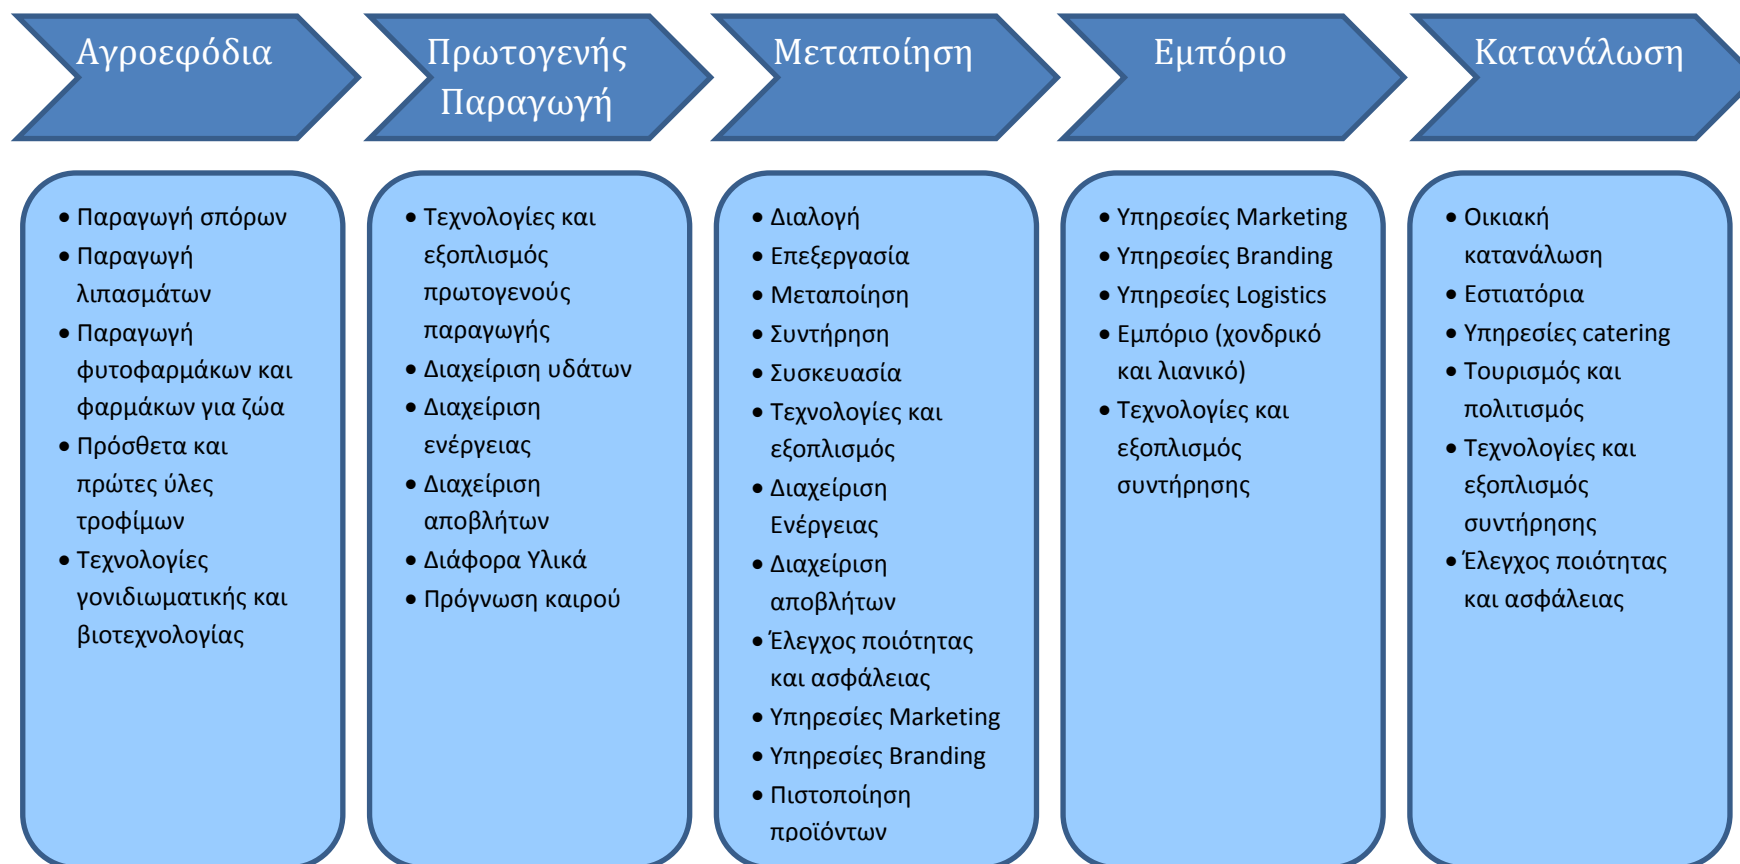 Αγροεφόδια
Πρωτογενής
Παραγωγή
Μεταποίηση
Εμπόριο
Κατανάλωση
• Παραγωγή σπόρων
• Παραγωγή
λιπασμάτων
• Παραγωγή
φυτοφαρμάκων και
φαρμάκων για ζώα
• Πρόσθετα και
πρώτες ύλες
τροφίμων
• Τεχνολογίες
γονιδιωματικής και
βιοτεχνολογίας
• Τεχνολογίες και
εξοπλισμός
πρωτογενούς
παραγωγής
• Διαχείριση υδάτων
• Διαχείριση
ενέργειας
• Διαχείριση
αποβλήτων
• Διάφορα Υλικά
• Πρόγνωση καιρού
• Διαλογή
• Επεξεργασία
• Μεταποίηση
• Συντήρηση
• Συσκευασία
• Τεχνολογίες και
εξοπλισμός
• Διαχείριση
Ενέργειας
• Διαχείριση
αποβλήτων
• Έλεγχος ποιότητας
και ασφάλειας
• Υπηρεσίες Marketing
• Υπηρεσίες Branding
• Πιστοποίηση
προϊόντων
• Υπηρεσίες Marketing
• Υπηρεσίες Branding
• Υπηρεσίες Logistics
• Εμπόριο (χονδρικό
και λιανικό)
• Τεχνολογίες και
εξοπλισμός
συντήρησης
• Οικιακή
κατανάλωση
• Εστιατόρια
• Υπηρεσίες catering
• Τουρισμός και
πολιτισμός
• Τεχνολογίες και
εξοπλισμός
συντήρησης
• Έλεγχος ποιότητας
και ασφάλειας